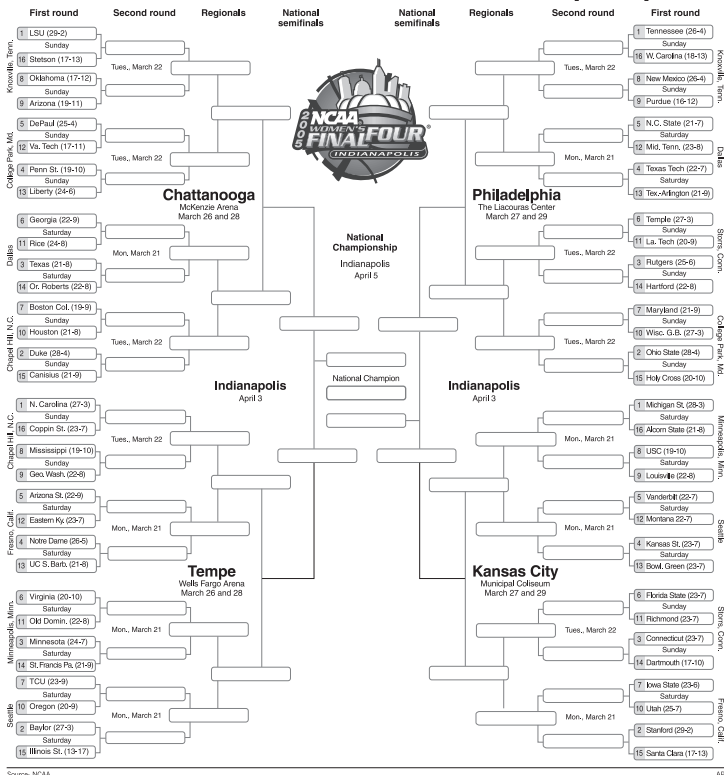 First round Second round Regionals National semifinals National semifinals Regionals Second round First round
Knoxville, Tenn.
1 LSU (29-2)
Sunday
16 Stetson (17-13)
Tues., March 22
8 Oklahoma (17-12)
Sunday
9 Arizona (19-11)
College Park, Md.
5 DePaul (25-4)
Sunday
12 Va. Tech (17-11)
Tues., March 22
4 Penn St. (19-10)
Sunday
13 Liberty (24-6)
Chattanooga
McKenzie Arena
March 26 and 28
Dallas
6 Georgia (22-9)
Saturday
11 Rice (24-8)
Mon, March 21
3 Texas (21-8)
Saturday
14 Or. Roberts (22-8)
Chapel Hill, N.C.
7 Boston Col. (19-9)
Sunday
10 Houston (21-8)
Tues., March 22
2 Duke (28-4)
Sunday
15 Canisius (21-9)
Indianapolis
April 3
Chapel Hill, N.C.
1 N. Carolina (27-3)
Sunday
16 Coppin St. (23-7)
Tues., March 22
8 Mississippi (19-10)
Sunday
9 Geo. Wash. (22-8)
Fresno, Calif.
5 Arizona St. (22-9)
Saturday
12 Eastern Ky. (23-7)
Mon., March 21
4 Notre Dame (26-5)
Saturday
13 UC S. Barb. (21-8)
Tempe
Wells Fargo Arena
March 26 and 28
Minneapolis, Minn.
6 Virginia (20-10)
Saturday
11 Old Domin. (22-8)
Mon., March 21
3 Minnesota (24-7)
Saturday
14 St. Francis Pa. (21-9)
Seattle
7 TCU (23-9)
Saturday
10 Oregon (20-9)
Mon., March 21
2 Baylor (27-3)
Saturday
15 Illinois St. (13-17)
2005
NCAA
WOMEN'S
FINAL FOUR
INDIANAPOLIS
National
Championship
Indianapolis
April 5
National Champion
Knoxville, Tenn.
1 Tennessee (26-4)
Sunday
16 W. Carolina (18-13)
Tues., March 22
8 New Mexico (26-4)
Sunday
9 Purdue (16-12)
Dallas
5 N.C. State (21-7)
Saturday
12 Mid. Tenn. (23-8)
Mon., March 21
4 Texas Tech (22-7)
Saturday
13 Tex.-Arlington (21-9)
Philadelphia
The Liacouras Center
March 27 and 29
Storrs, Conn.
6 Temple (27-3)
Sunday
11 La. Tech (20-9)
Tues., March 22
3 Rutgers (25-6)
Sunday
14 Hartford (22-8)
College Park, Md.
7 Maryland (21-9)
Sunday
10 Wisc. G.B. (27-3)
Tues., March 22
2 Ohio State (28-4)
Sunday
15 Holy Cross (20-10)
Indianapolis
April 3
Minneapolis, Minn.
1 Michigan St. (28-3)
Saturday
16 Alcorn State (21-8)
Mon., March 21
8 USC (19-10)
Saturday
9 Louisville (22-8)
Seattle
5 Vanderbilt (22-7)
Saturday
12 Montana 22-7)
Mon., March 21
4 Kansas St. (23-7)
Saturday
13 Bowl. Green (23-7)
Kansas City
Municipal Coliseum
March 27 and 29
Storrs, Conn.
6 Florida State (23-7)
Sunday
11 Richmond (23-7)
Tues., March 22
3 Connecticut (23-7)
Sunday
14 Dartmouth (17-10)
Fresno, Calif.
7 Iowa State (23-6)
Saturday
10 Utah (25-7)
Mon., March 21
2 Stanford (29-2)
Saturday
15 Santa Clara (17-13)
Source: NCAA